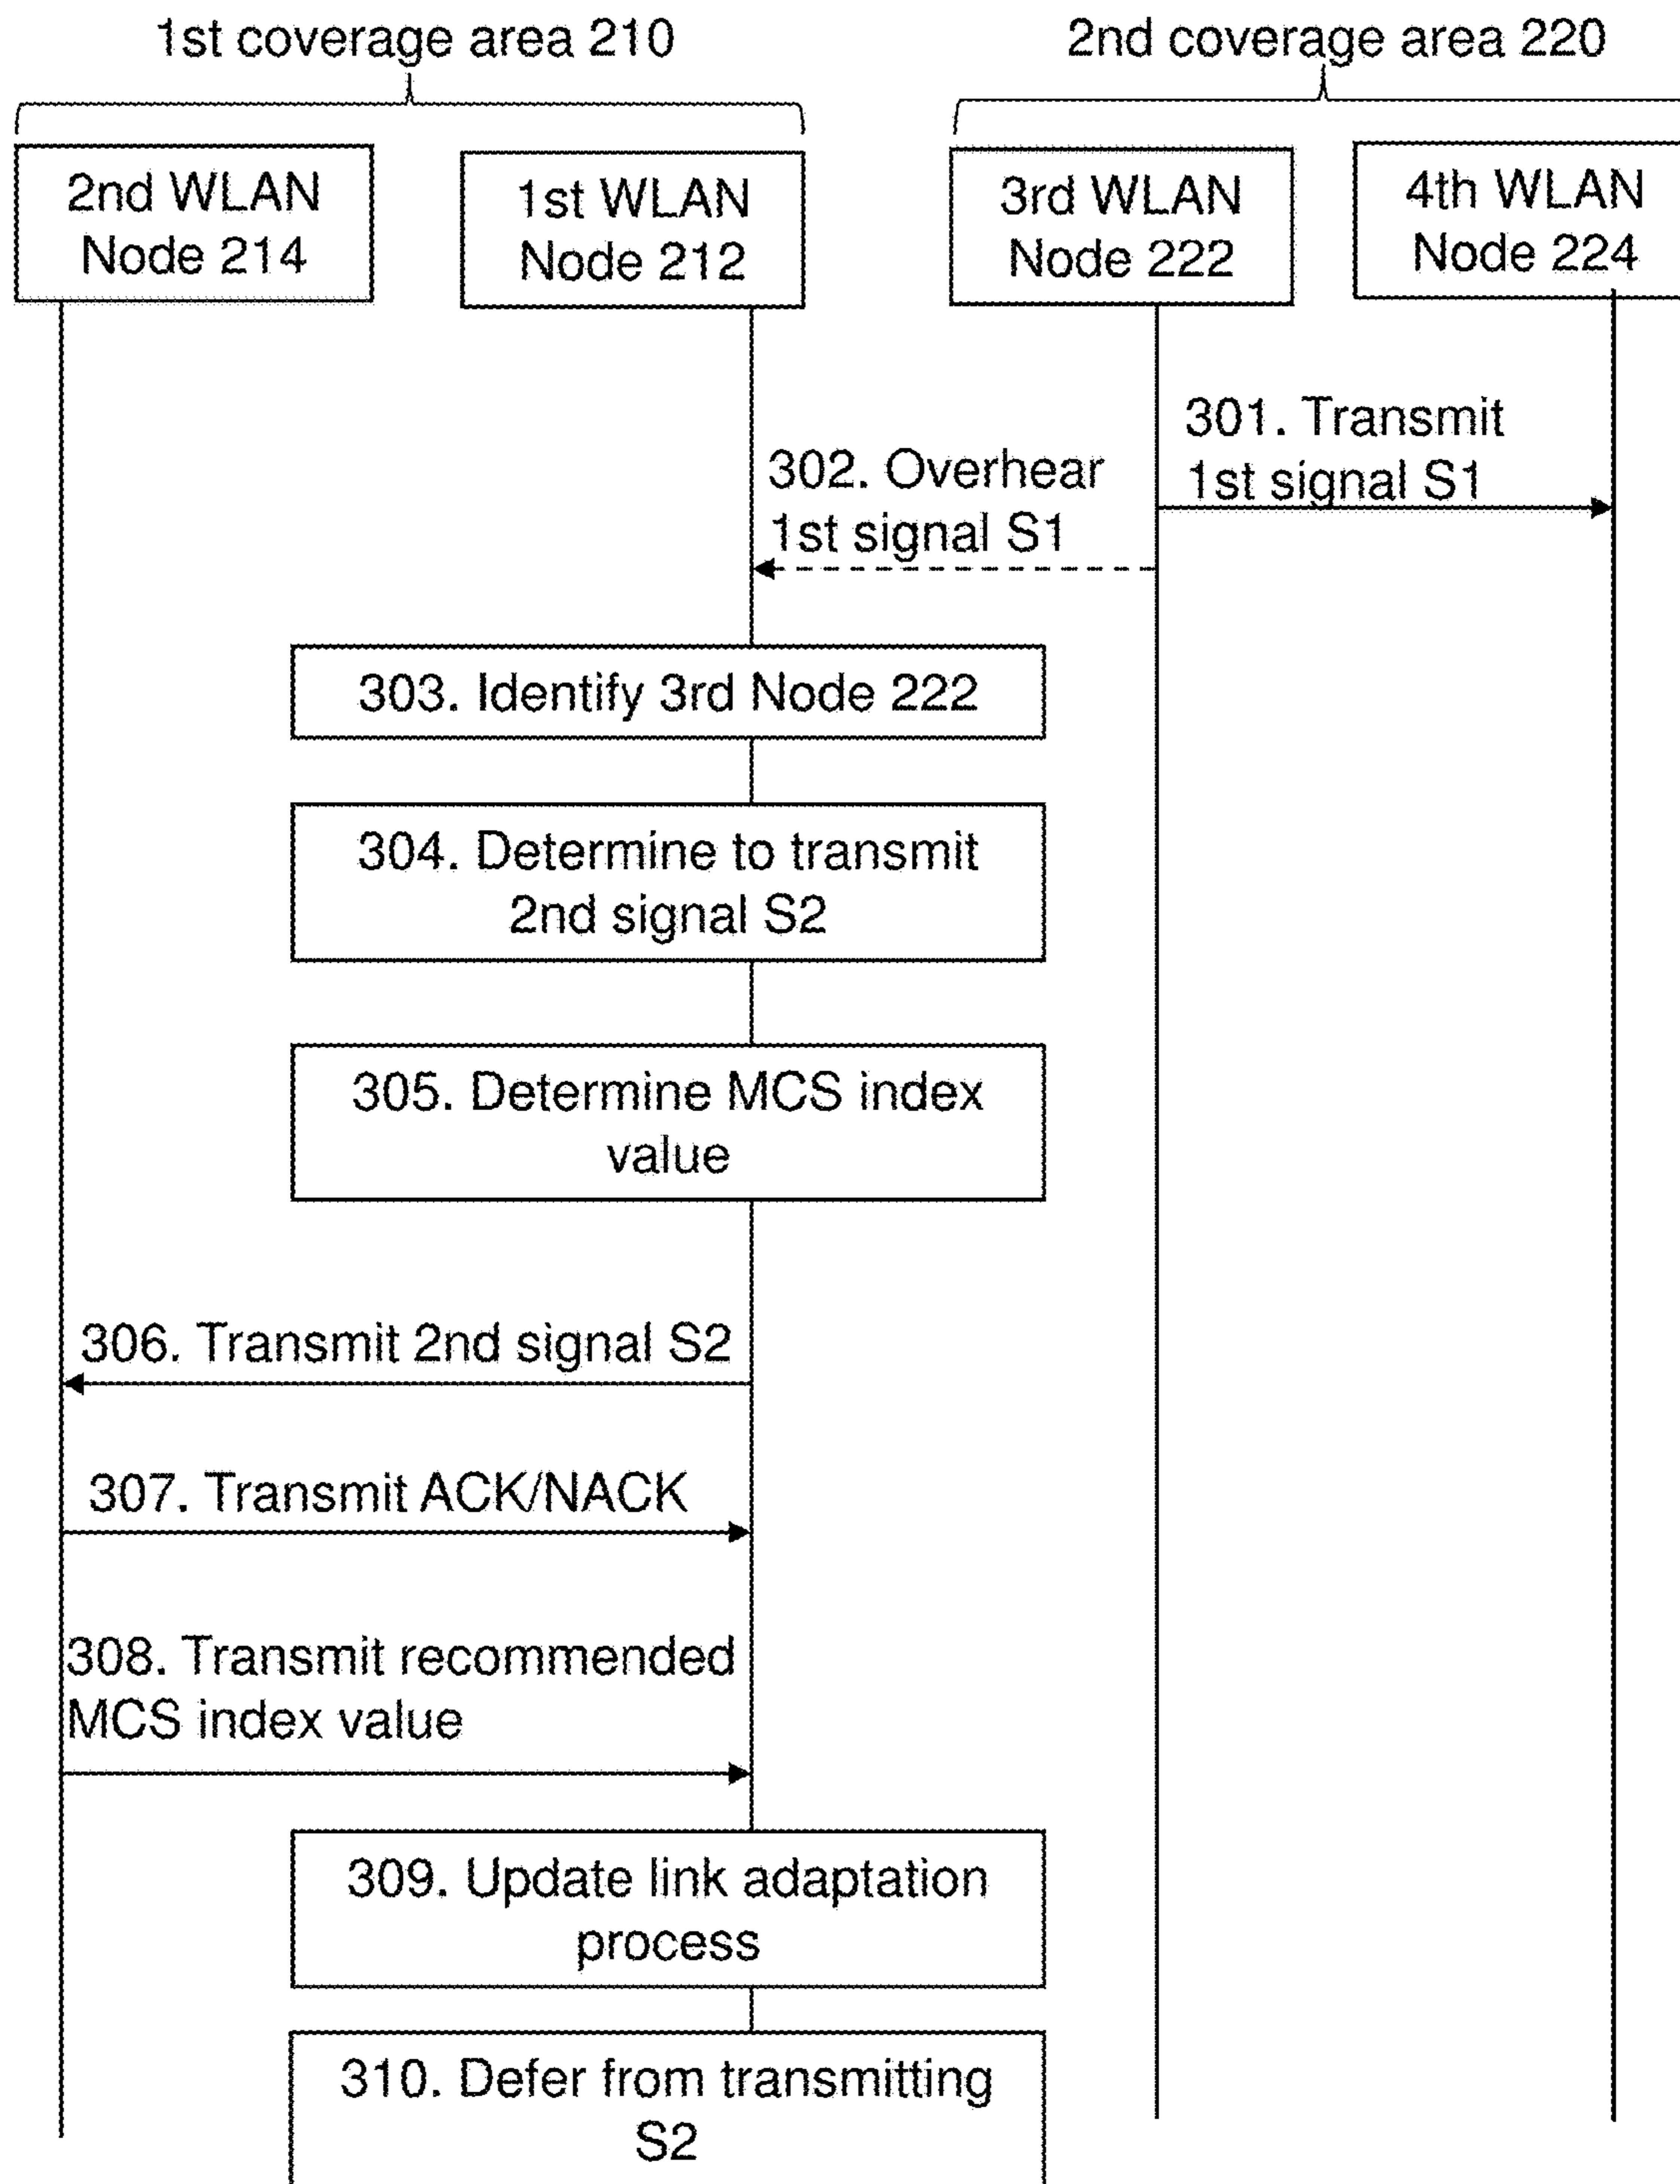 1st coverage area 210
2nd coverage area 220
2nd WLAN
Node 214
1st WLAN
Node 212
3rd WLAN
Node 222
4th WLAN
Node 224
301. Transmit
1st signal S1
302. Overhear
1st signal S1
303. Identify 3rd Node 222
304. Determine to transmit
2nd signal S2
305. Determine MCS index
value
306. Transmit 2nd signal S2
307. Transmit ACK/NACK
308. Transmit recommended
MCS index value
309. Update link adaptation
process
310. Defer from transmitting
S2